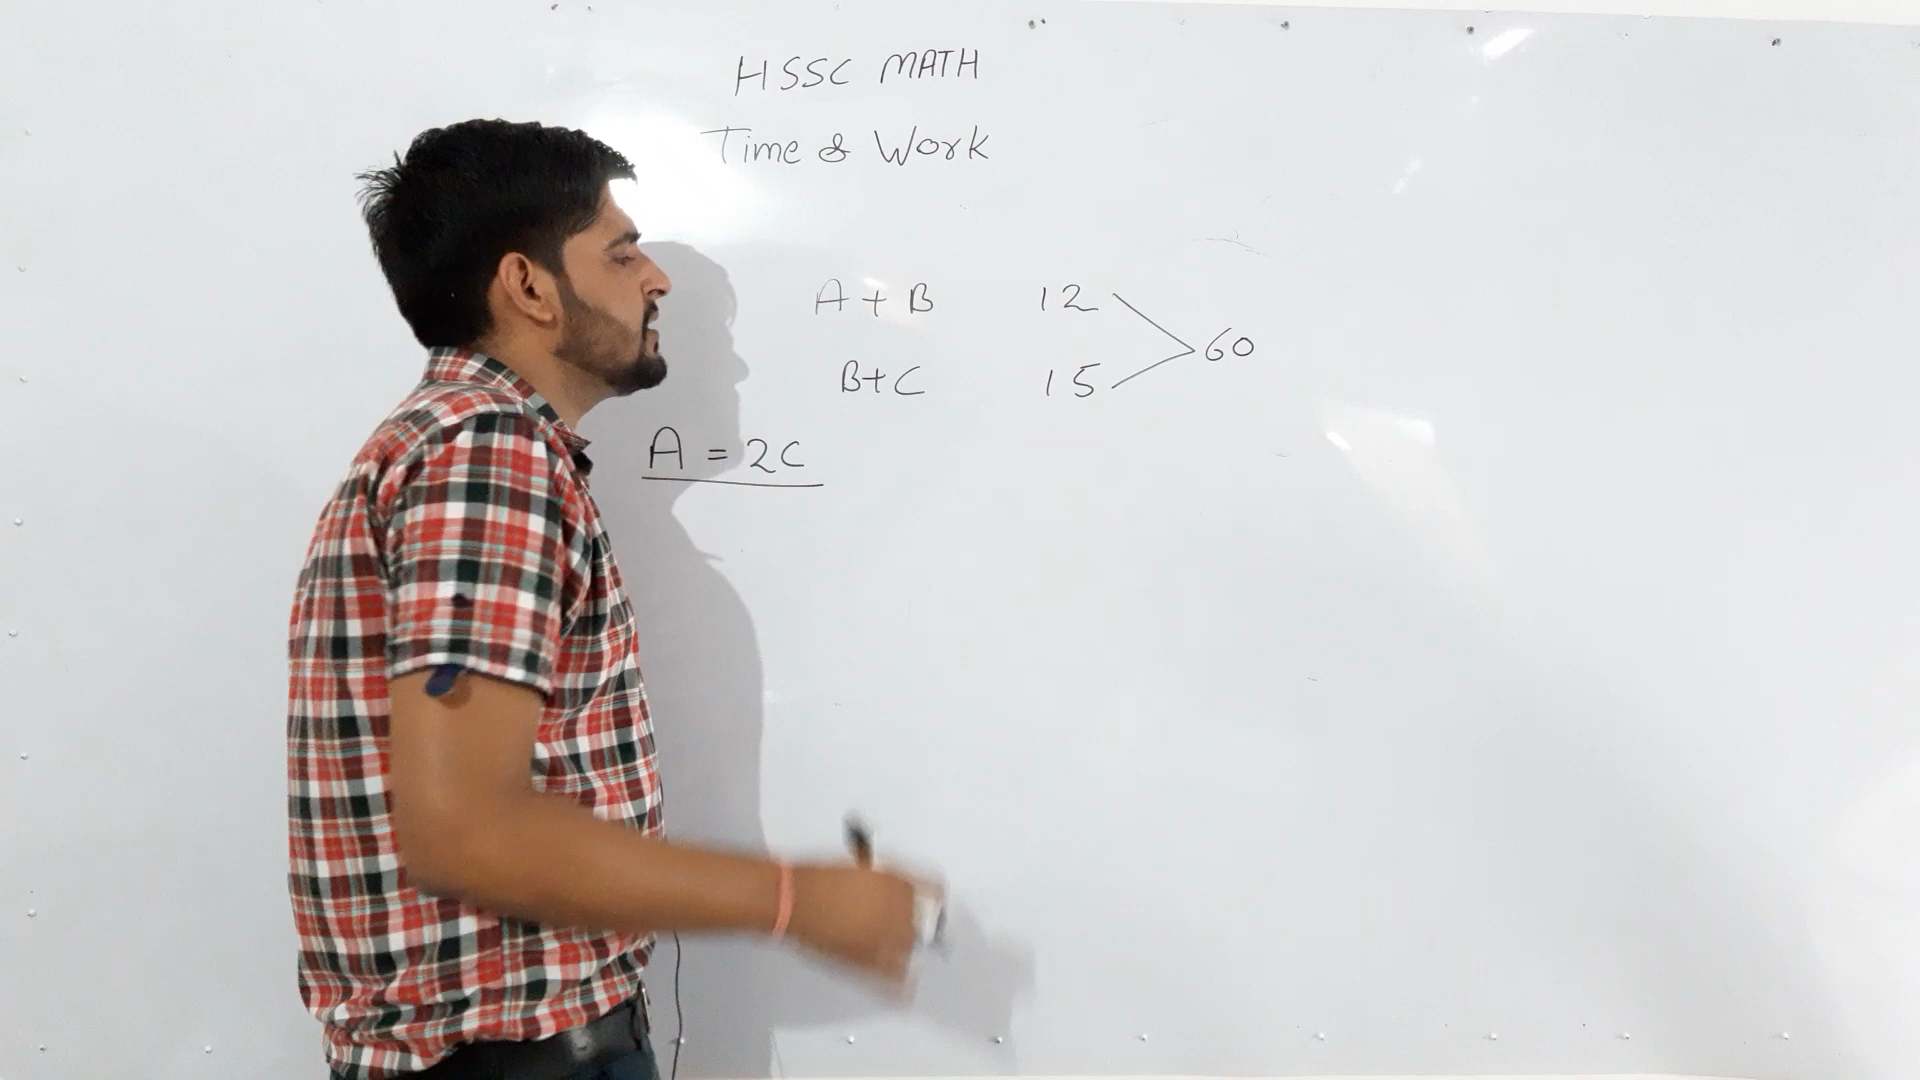 HSSC MATH
Time & Work
A + B 12
60
B+C 15
A = 2C